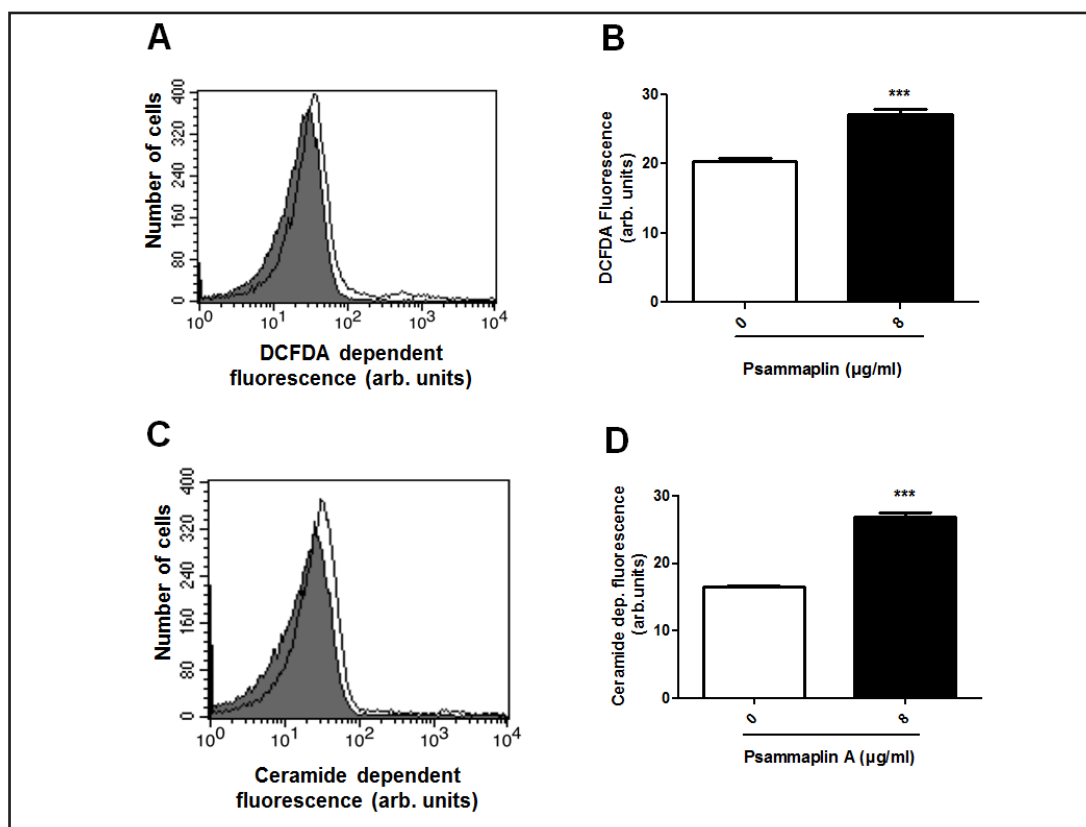 A
Number of cells
400
320
240
160
80
0
10⁰ 10¹ 10² 10³ 10⁴
DCFDA dependent
fluorescence (arb. units)
B
DCFDA Fluorescence
(arb. units)
30
20
10
0
***
0 8
Psammaplin (µg/ml)
C
Number of cells
400
320
240
160
80
0
10⁰ 10¹ 10² 10³ 10⁴
Ceramide dependent
fluorescence (arb. units)
D
Ceramide dep. fluorescence
(arb.units)
30
20
10
0
***
0 8
Psammaplin A (µg/ml)